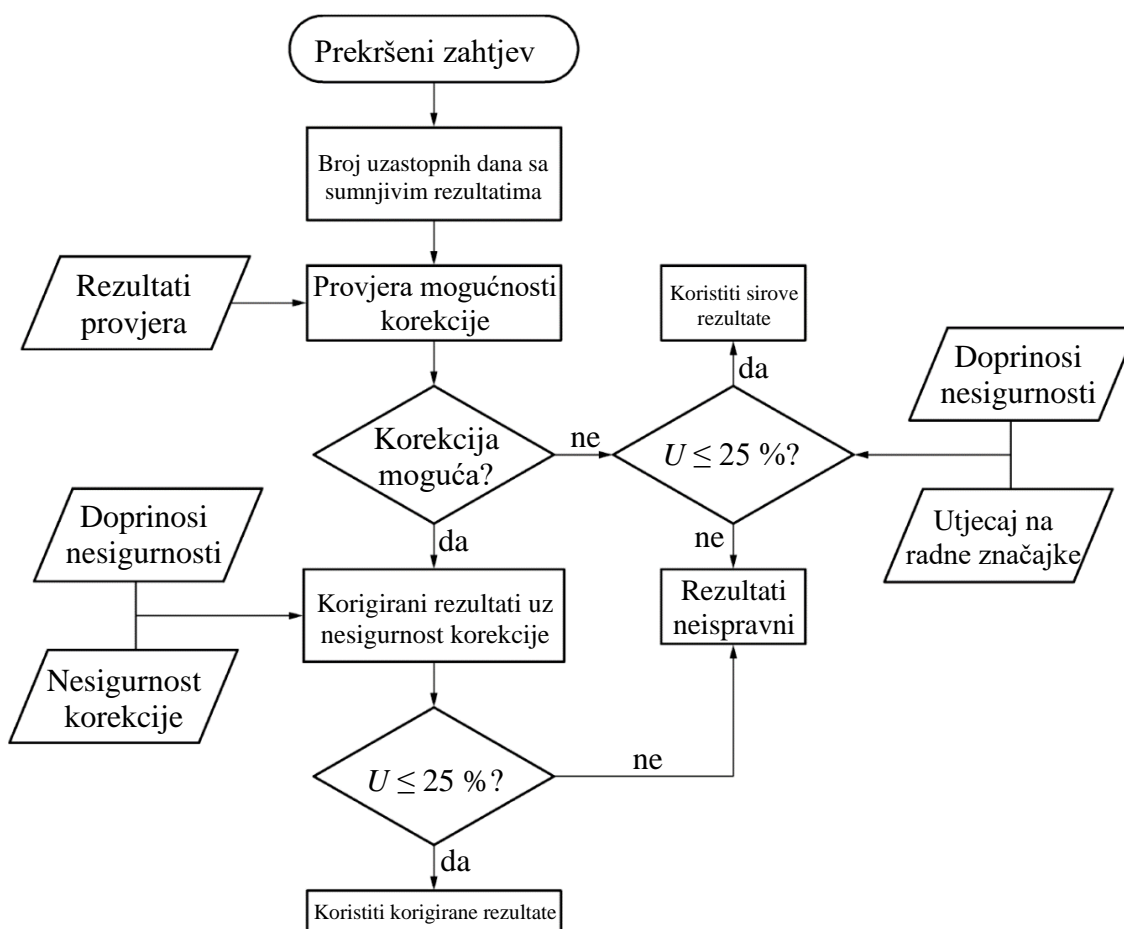 Prekršeni zahtjev
Broj uzastopnih dana sa
sumnjivim rezultatima
Rezultati
provjera
Provjera mogućnosti
korekcije
Koristiti sirove
rezultate
Doprinosi
nesigurnosti
da
Korekcija
moguća?
ne
U ≤ 25 %?
Utjecaj na
radne značajke
Doprinosi
nesigurnosti
da
ne
Korigirani rezultati uz
nesigurnost korekcije
Rezultati
neispravni
Nesigurnost
korekcije
U ≤ 25 %?
ne
da
Koristiti korigirane rezultate